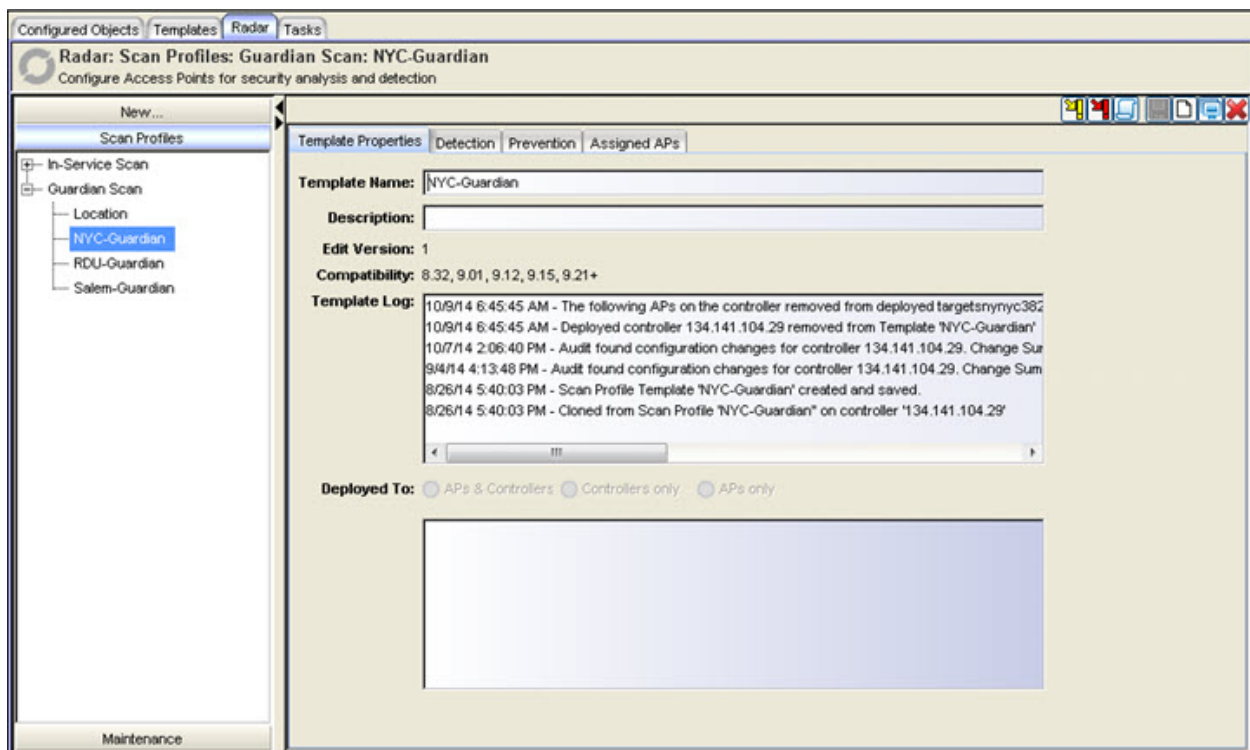 Configured Objects Templates Radar Tasks
Radar: Scan Profiles: Guardian Scan: NYC-Guardian
Configure Access Points for security analysis and detection
New...
Scan Profiles
In-Service Scan
Guardian Scan
Location
NYC-Guardian
RDU-Guardian
Salem-Guardian
Maintenance
Template Properties Detection Prevention Assigned APs
Template Name: NYC-Guardian
Description:
Edit Version: 1
Compatibility: 8.32, 9.01, 9.12, 9.15, 9.21+
Template Log:
10/9/14 6:45:45 AM - The following APs on the controller removed from deployed targetsnynyc382
10/9/14 6:45:45 AM - Deployed controller 134.141.104.29 removed from Template 'NYC-Guardian'
10/7/14 2:06:40 PM - Audit found configuration changes for controller 134.141.104.29. Change Sur
9/4/14 4:13:48 PM - Audit found configuration changes for controller 134.141.104.29. Change Sum
8/26/14 5:40:03 PM - Scan Profile Template 'NYC-Guardian' created and saved.
8/26/14 5:40:03 PM - Cloned from Scan Profile 'NYC-Guardian" on controller '134.141.104.29'
Deployed To: APs & Controllers Controllers only APs only